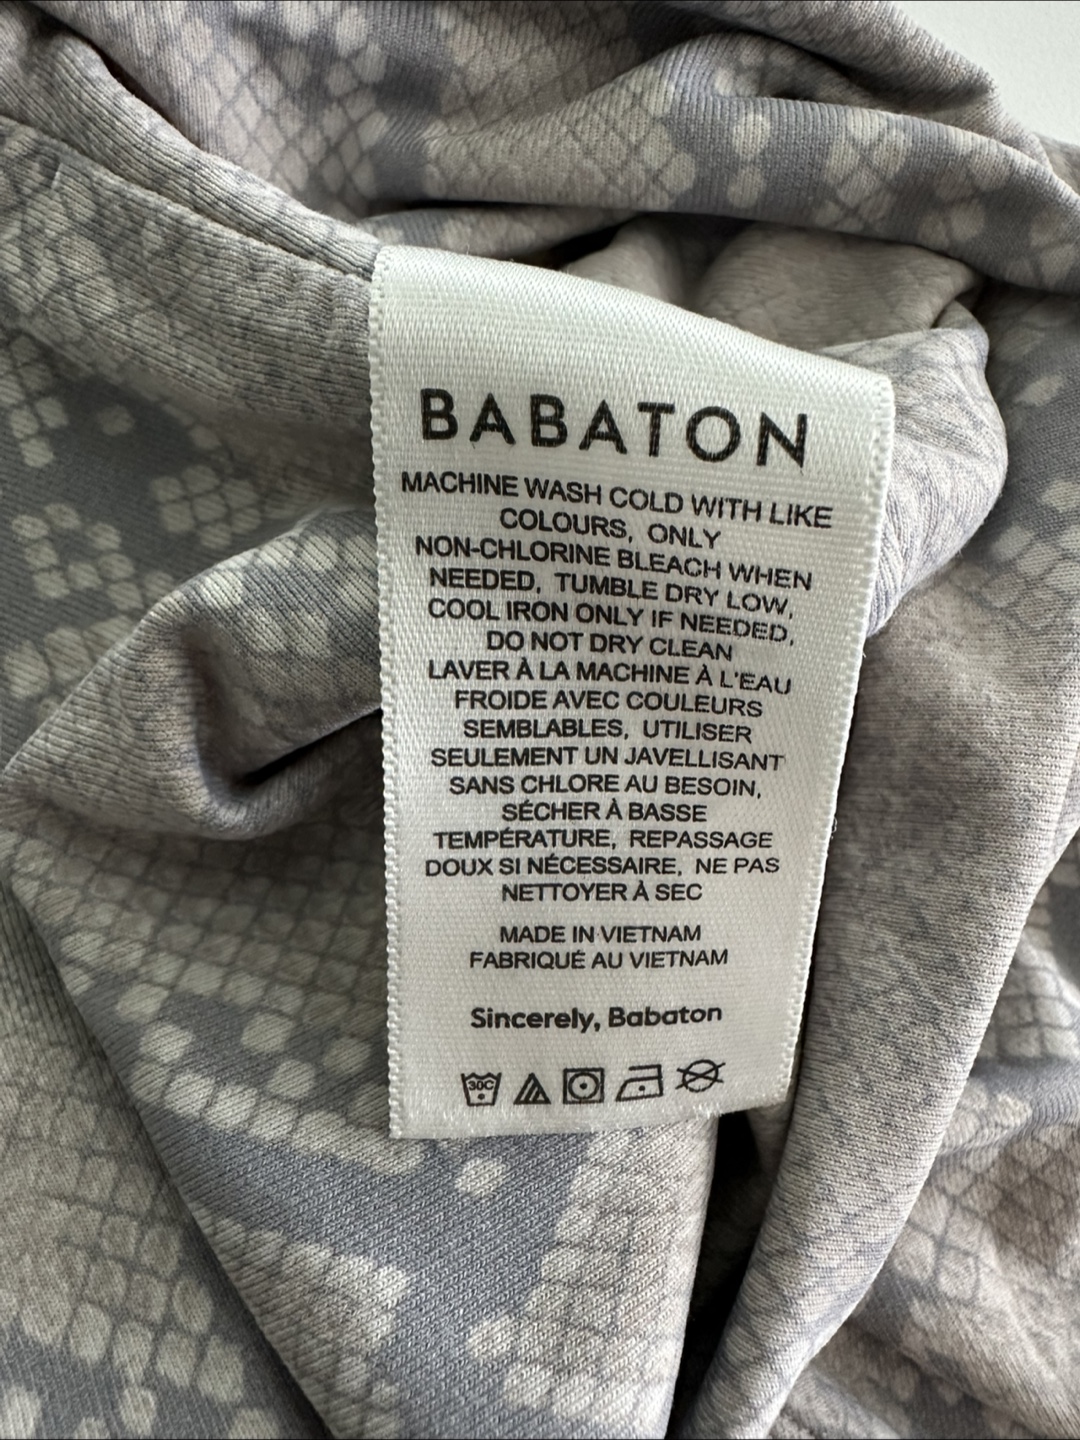 BABATON
MACHINE WASH COLD WITH LIKE
COLOURS, ONLY
NON-CHLORINE BLEACH WHEN
NEEDED, TUMBLE DRY LOW,
COOL IRON ONLY IF NEEDED,
DO NOT DRY CLEAN
LAVER À LA MACHINE À L'EAU
FROIDE AVEC COULEURS
SEMBLABLES, UTILISER
SEULEMENT UN JAVELLISANT
SANS CHLORE AU BESOIN,
SÉCHER À BASSE
TEMPÉRATURE, REPASSAGE
DOUX SI NÉCESSAIRE, NE PAS
NETTOYER À SEC
MADE IN VIETNAM
FABRIQUÉ AU VIETNAM
Sincerely, Babaton
30C